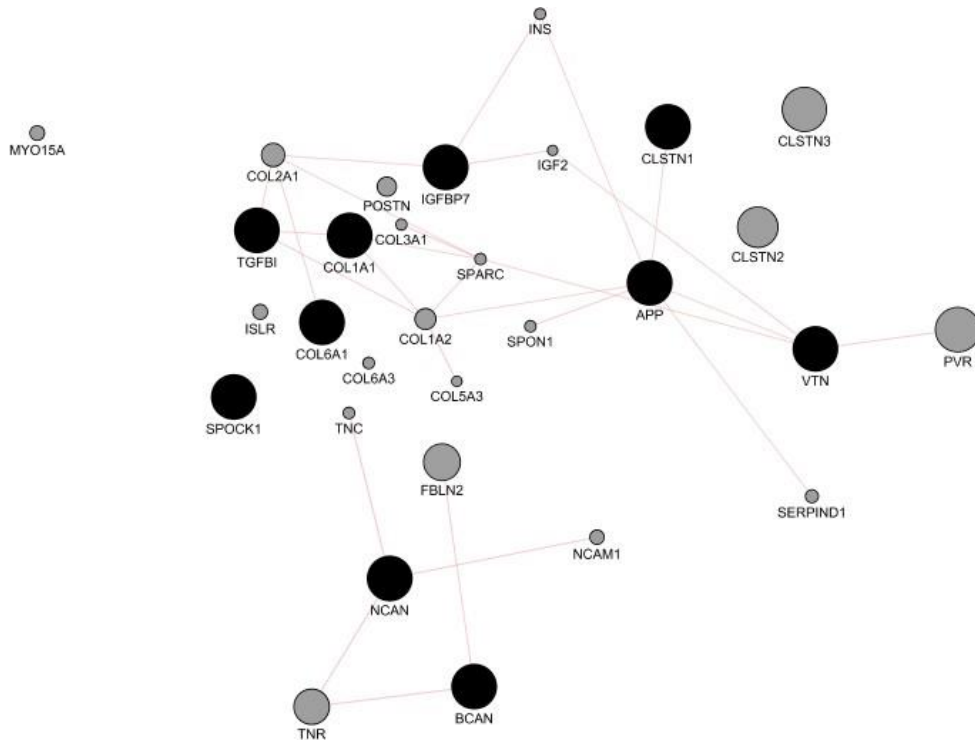 INS
MYO15A
CLSTN3
CLSTN1
COL2A1
IGF2
IGFBP7
POSTN
COL3A1
CLSTN2
TGFBI
COL1A1
SPARC
APP
ISLR
COL6A1
COL1A2
SPON1
PVR
VTN
COL6A3
COL5A3
SPOCK1
TNC
FBLN2
SERPIND1
NCAM1
NCAN
BCAN
TNR